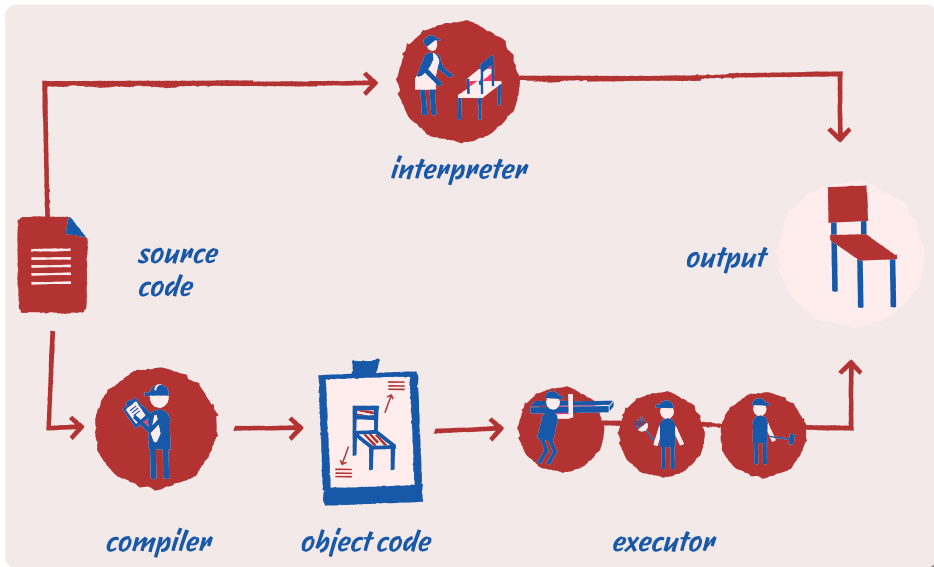 interpreter
source
code
output
compiler
object code
executor